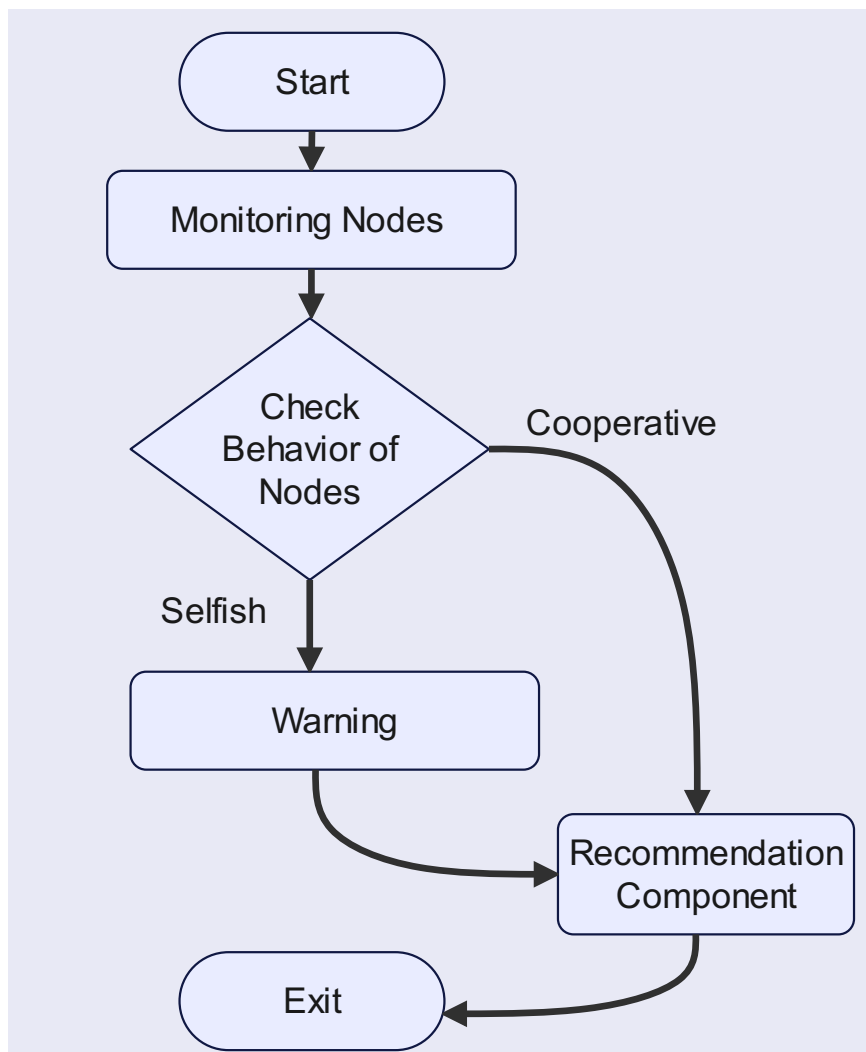 Start
Monitoring Nodes
Check
Behavior of
Nodes
Cooperative
Selfish
Warning
Recommendation
Component
Exit